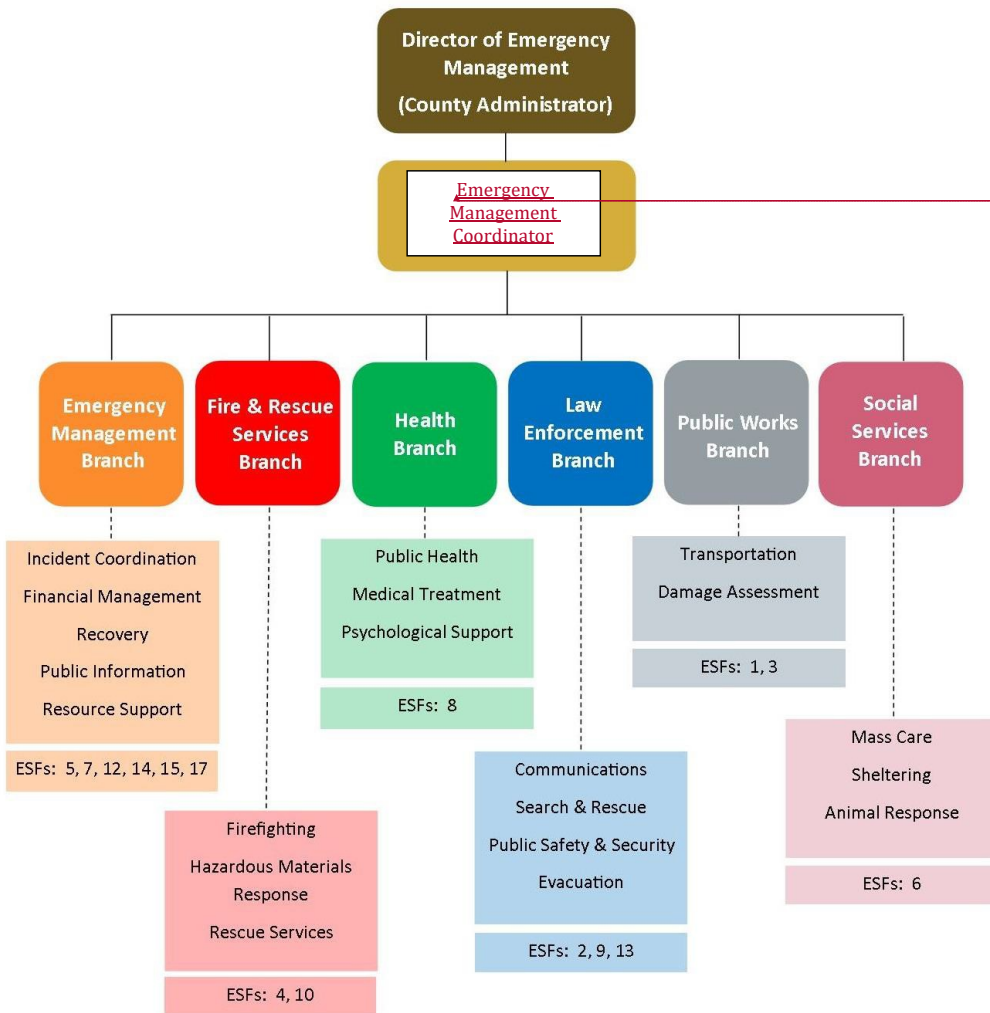 Director of Emergency
Management
(County Administrator)
Emergency
Management
Coordinator
Emergency
Management
Branch
Fire & Rescue
Services
Branch
Health
Branch
Law
Enforcement
Branch
Public Works
Branch
Social
Services
Branch
Incident Coordination
Financial Management
Recovery
Public Information
Resource Support
ESFs: 5, 7, 12, 14, 15, 17
Firefighting
Hazardous Materials
Response
Rescue Services
ESFs: 4, 10
Public Health
Medical Treatment
Psychological Support
ESFs: 8
Communications
Search & Rescue
Public Safety & Security
Evacuation
ESFs: 2, 9, 13
Transportation
Damage Assessment
ESFs: 1, 3
Mass Care
Sheltering
Animal Response
ESFs: 6